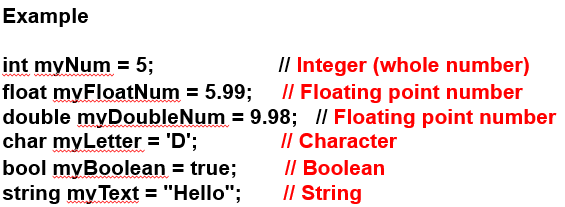 Example
int myNum = 5; // Integer (whole number)
float myFloatNum = 5.99; // Floating point number
double myDoubleNum = 9.98; // Floating point number
char myLetter = 'D'; // Character
bool myBoolean = true; // Boolean
string myText = "Hello"; // String